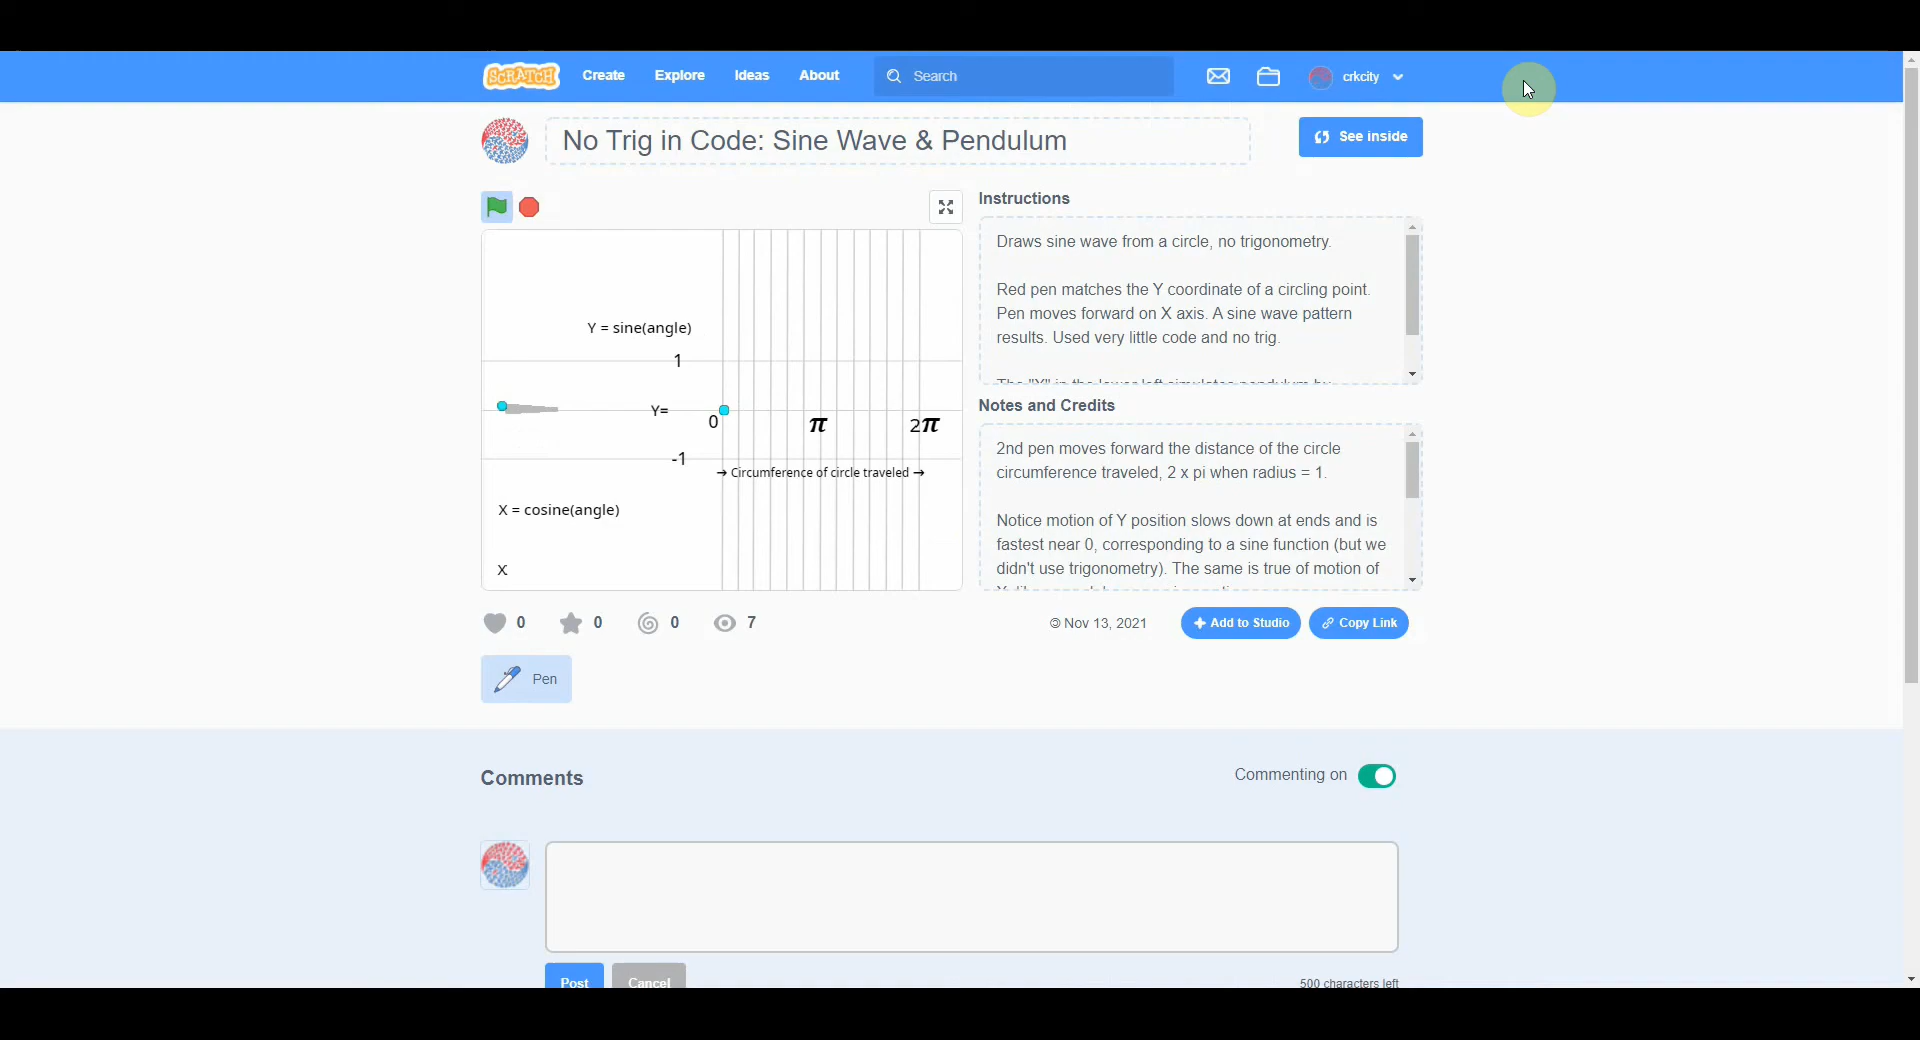 SCRATCH Create Explore Ideas About Search crkcity
No Trig in Code: Sine Wave & Pendulum
See inside
Y = sine(angle)
1
Y=
0
π
2π
-1
→ Circumference of circle traveled →
X = cosine(angle)
X
Instructions
Draws sine wave from a circle, no trigonometry.
Red pen matches the Y coordinate of a circling point.
Pen moves forward on X axis. A sine wave pattern
results. Used very little code and no trig.
Notes and Credits
2nd pen moves forward the distance of the circle
circumference traveled, 2 x pi when radius = 1.
Notice motion of Y position slows down at ends and is
fastest near 0, corresponding to a sine function (but we
didn't use trigonometry). The same is true of motion of
0 0 0 7
© Nov 13, 2021
Add to Studio
Copy Link
Pen
Comments
Commenting on
Post Cancel
500 characters left